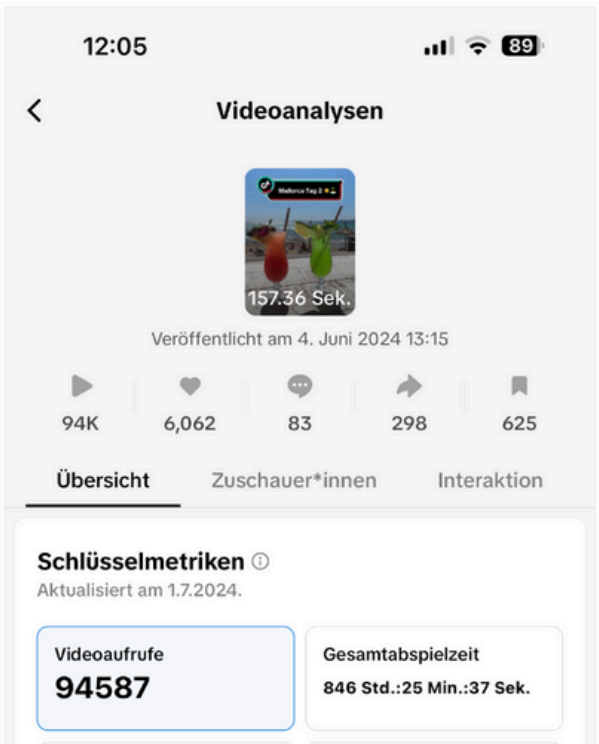 12:05
89
Videoanalysen
Mallorca Tag 2
157.36 Sek.
Veröffentlicht am 4. Juni 2024 13:15
94K 6,062 83 298 625
Übersicht Zuschauer*innen Interaktion
Schlüsselmetriken
Aktualisiert am 1.7.2024.
Videoaufrufe Gesamtabspielzeit
94587 846 Std.:25 Min.:37 Sek.